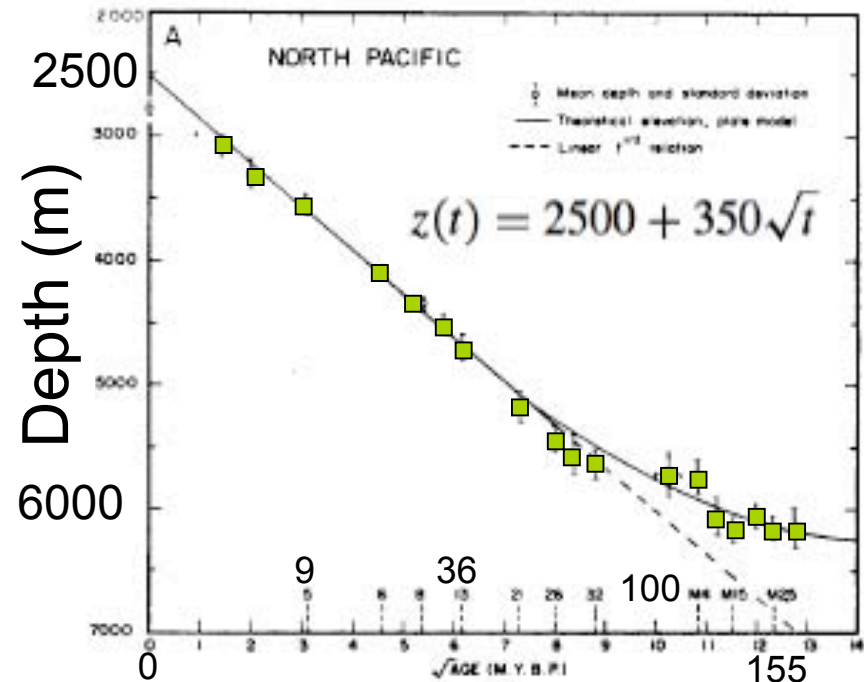 2000
A
NORTH PACIFIC
2500
Mean depth and standard deviation
Theoretical elevation, plate model
Linear t^1/2 relation
3000
z(t) = 2500 + 350√t
Depth (m)
4000
5000
6000
9 36 100
5 6 8 13 21 26 32 M4 M15 M25
7000
0 1 2 3 4 5 6 7 8 9 10 11 12 13 14
√AGE (M.Y.B.P.)
0 155